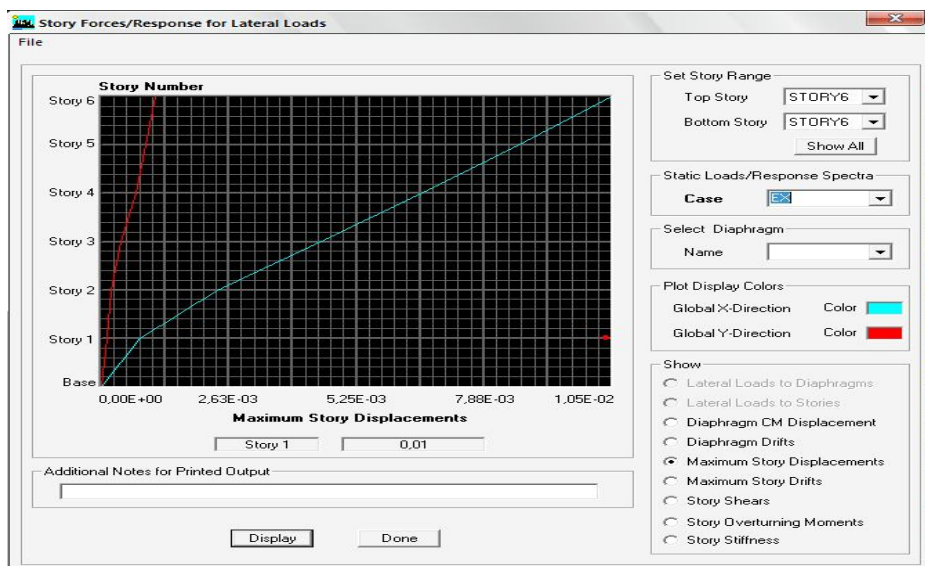 Story Forces/Response for Lateral Loads
File
Story Number
Story 6
Story 5
Story 4
Story 3
Story 2
Story 1
Base
0,00E+00 2,63E-03 5,25E-03 7,88E-03 1,05E-02
Maximum Story Displacements
Story 1 0,01
Additional Notes for Printed Output
Display Done
Set Story Range
Top Story STORY6
Bottom Story STORY6
Show All
Static Loads/Response Spectra
Case EX
Select Diaphragm
Name
Plot Display Colors
Global X-Direction Color
Global Y-Direction Color
Show
Lateral Loads to Diaphragms
Lateral Loads to Stories
Diaphragm CM Displacement
Diaphragm Drifts
Maximum Story Displacements
Maximum Story Drifts
Story Shears
Story Overturning Moments
Story Stiffness